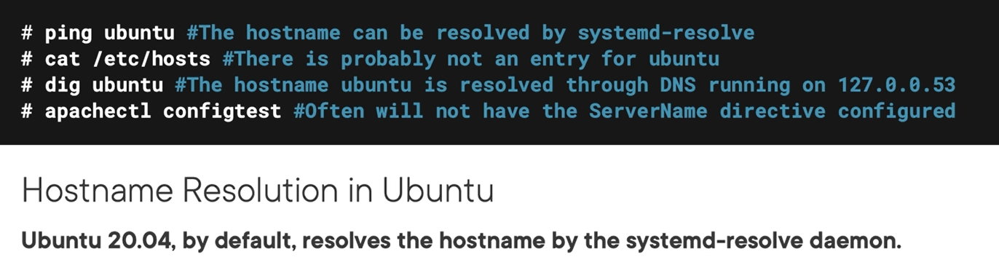 # ping ubuntu #The hostname can be resolved by systemd-resolve
# cat /etc/hosts #There is probably not an entry for ubuntu
# dig ubuntu #The hostname ubuntu is resolved through DNS running on 127.0.0.53
# apachectl configtest #Often will not have the ServerName directive configured
Hostname Resolution in Ubuntu
Ubuntu 20.04, by default, resolves the hostname by the systemd-resolve daemon.